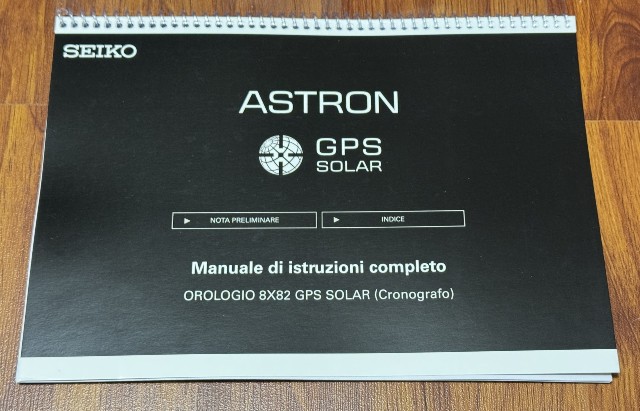 SEIKO
ASTRON
GPS
SOLAR
NOTA PRELIMINARE
INDICE
Manuale di istruzioni completo
OROLOGIO 8X82 GPS SOLAR (Cronografo)